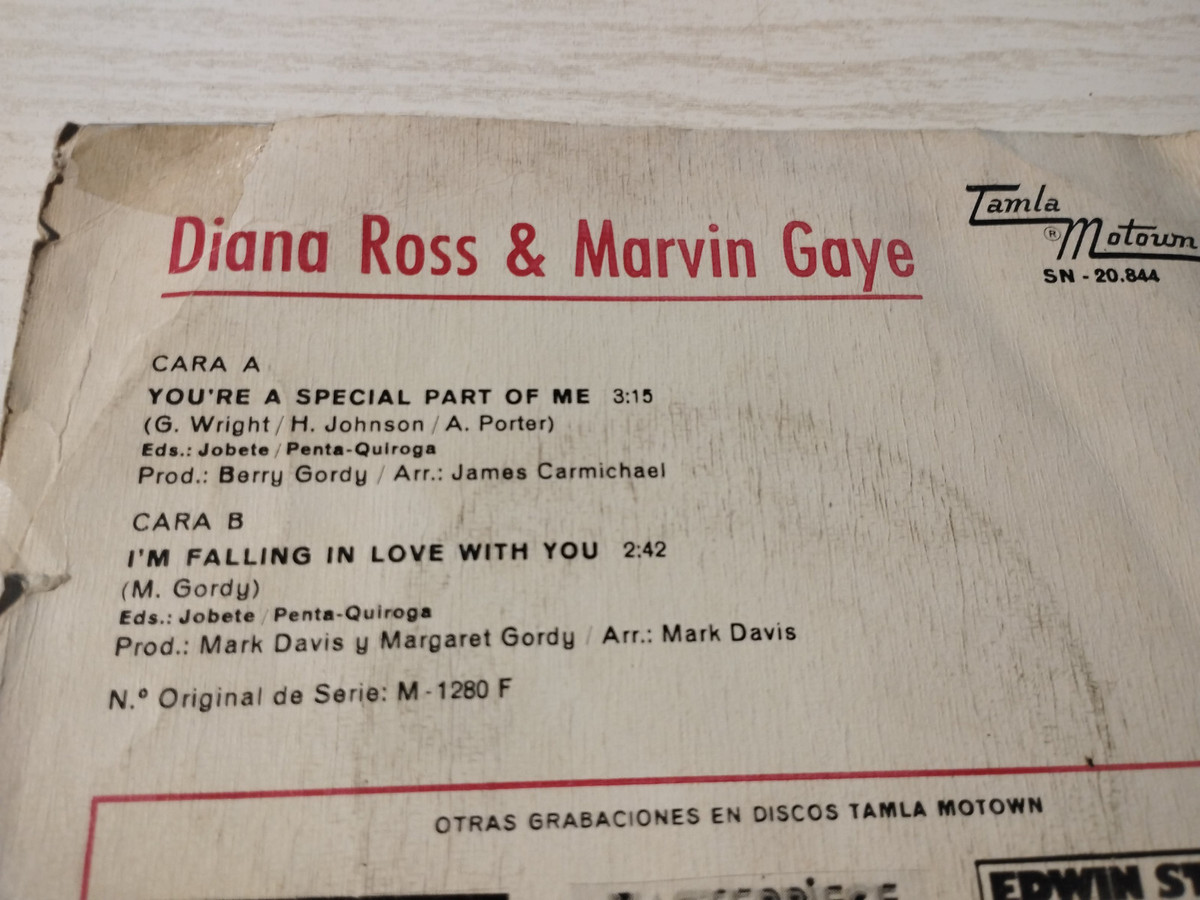 Diana Ross & Marvin Gaye
Tamla
® Motown
SN - 20.844
CARA A
YOU'RE A SPECIAL PART OF ME 3:15
(G. Wright / H. Johnson / A. Porter)
Eds.: Jobete / Penta-Quiroga
Prod.: Berry Gordy / Arr.: James Carmichael
CARA B
I'M FALLING IN LOVE WITH YOU 2:42
(M. Gordy)
Eds.: Jobete / Penta-Quiroga
Prod.: Mark Davis y Margaret Gordy / Arr.: Mark Davis
N.º Original de Serie: M - 1280 F
OTRAS GRABACIONES EN DISCOS TAMLA MOTOWN
EDWIN ST